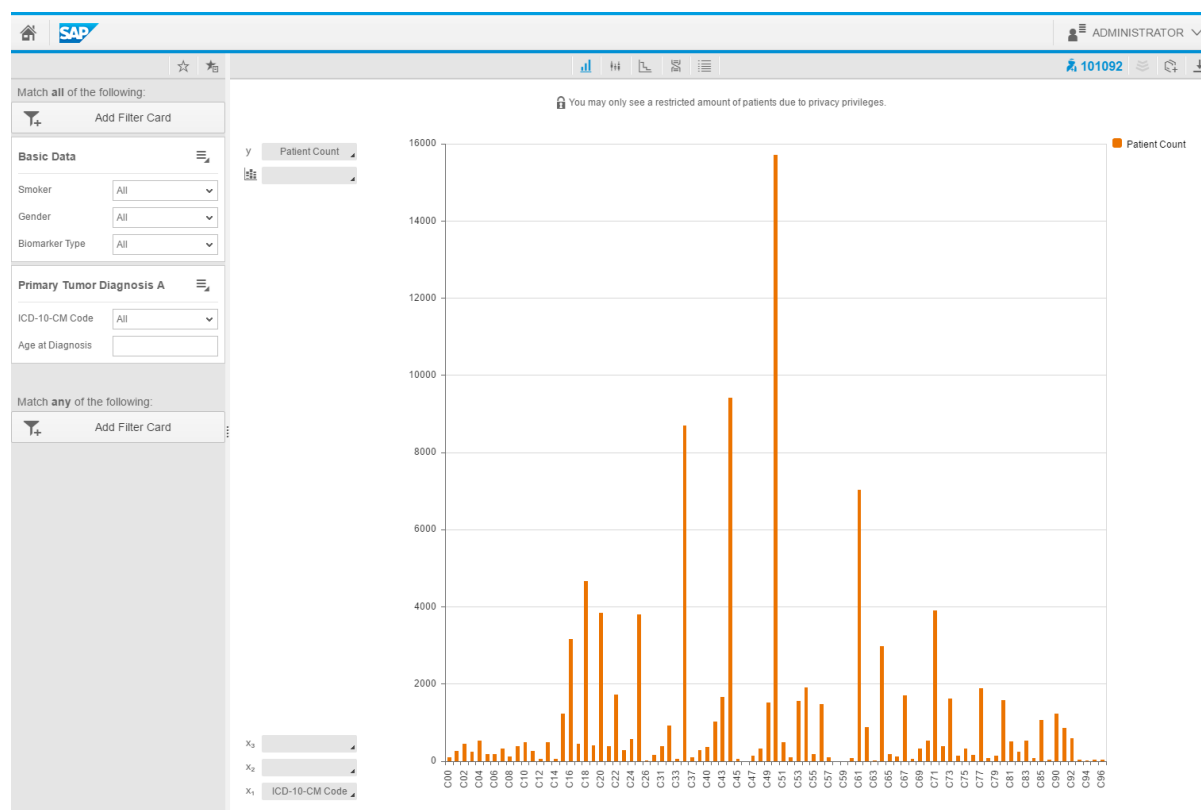 SAP
ADMINISTRATOR
101092
Match all of the following:
Add Filter Card
Basic Data
Smoker All
Gender All
Biomarker Type All
Primary Tumor Diagnosis A
ICD-10-CM Code All
Age at Diagnosis
Match any of the following:
Add Filter Card
You may only see a restricted amount of patients due to privacy privileges.
y Patient Count
x₃
x₂
x₁ ICD-10-CM Code
16000
14000
12000
10000
8000
6000
4000
2000
0
Patient Count
C00 C02 C04 C06 C08 C10 C12 C14 C16 C18 C20 C22 C24 C26 C31 C33 C37 C40 C43 C45 C47 C49 C51 C53 C55 C57 C59 C61 C63 C65 C67 C69 C71 C73 C75 C77 C79 C81 C83 C85 C90 C92 C94 C96